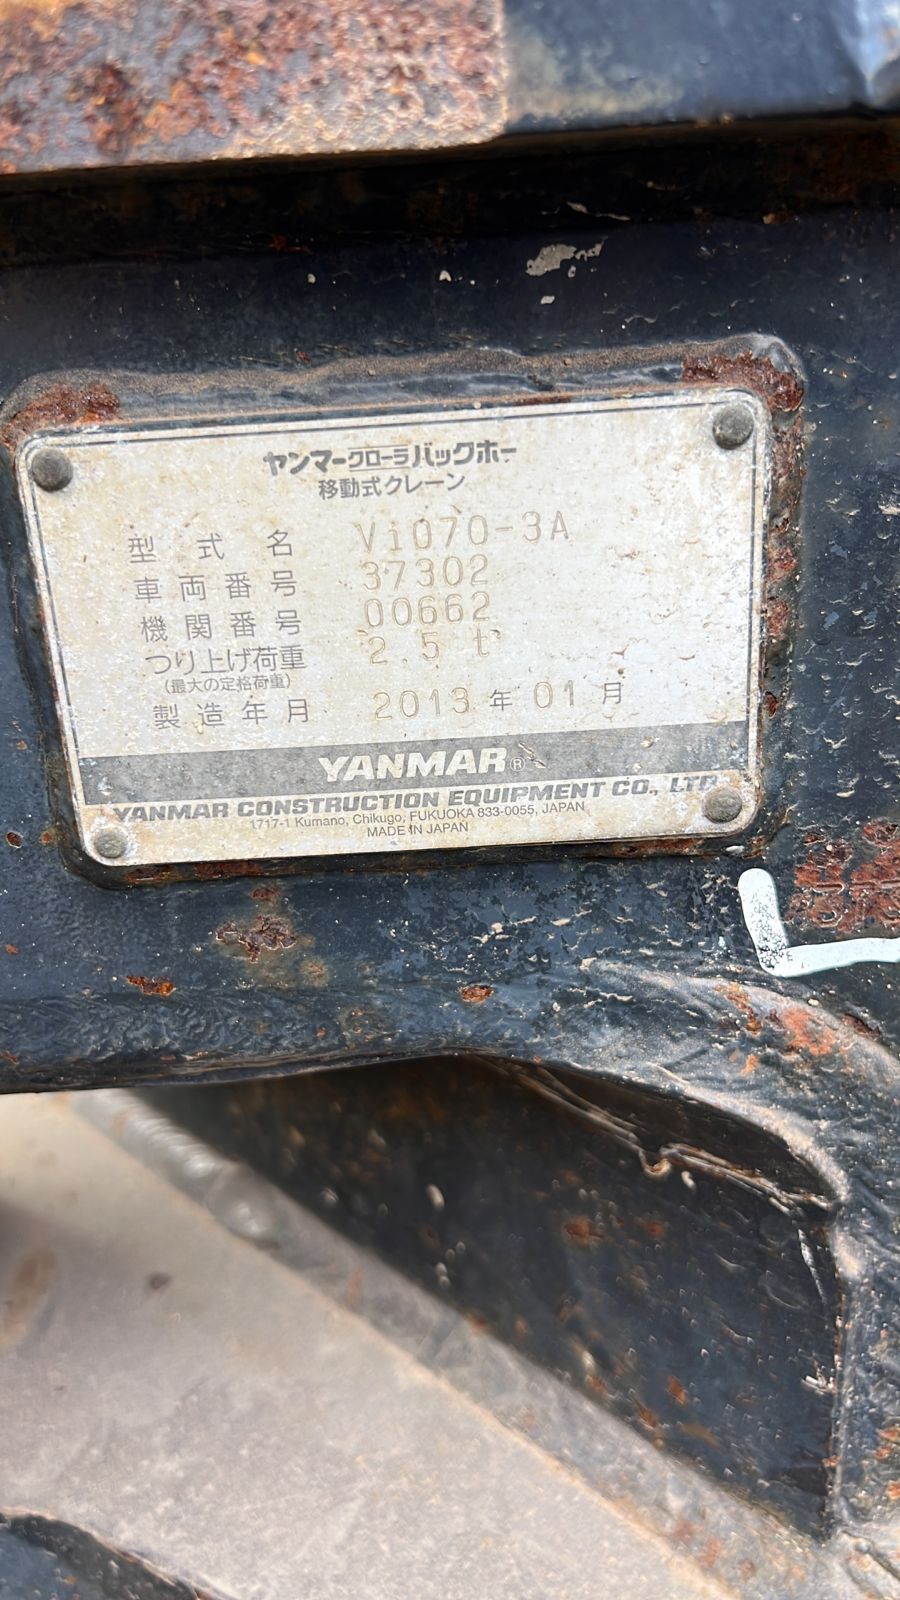 ヤンマークローラバックホー
移動式クレーン
型式名 ViO70-3A
車両番号 37302
機関番号 00662
つり上げ荷重 2.5 t
(最大の定格荷重)
製造年月 2013年01月
YANMAR®
YANMAR CONSTRUCTION EQUIPMENT CO., LTD.
1717-1 Kumano, Chikugo, FUKUOKA 833-0055, JAPAN
MADE IN JAPAN